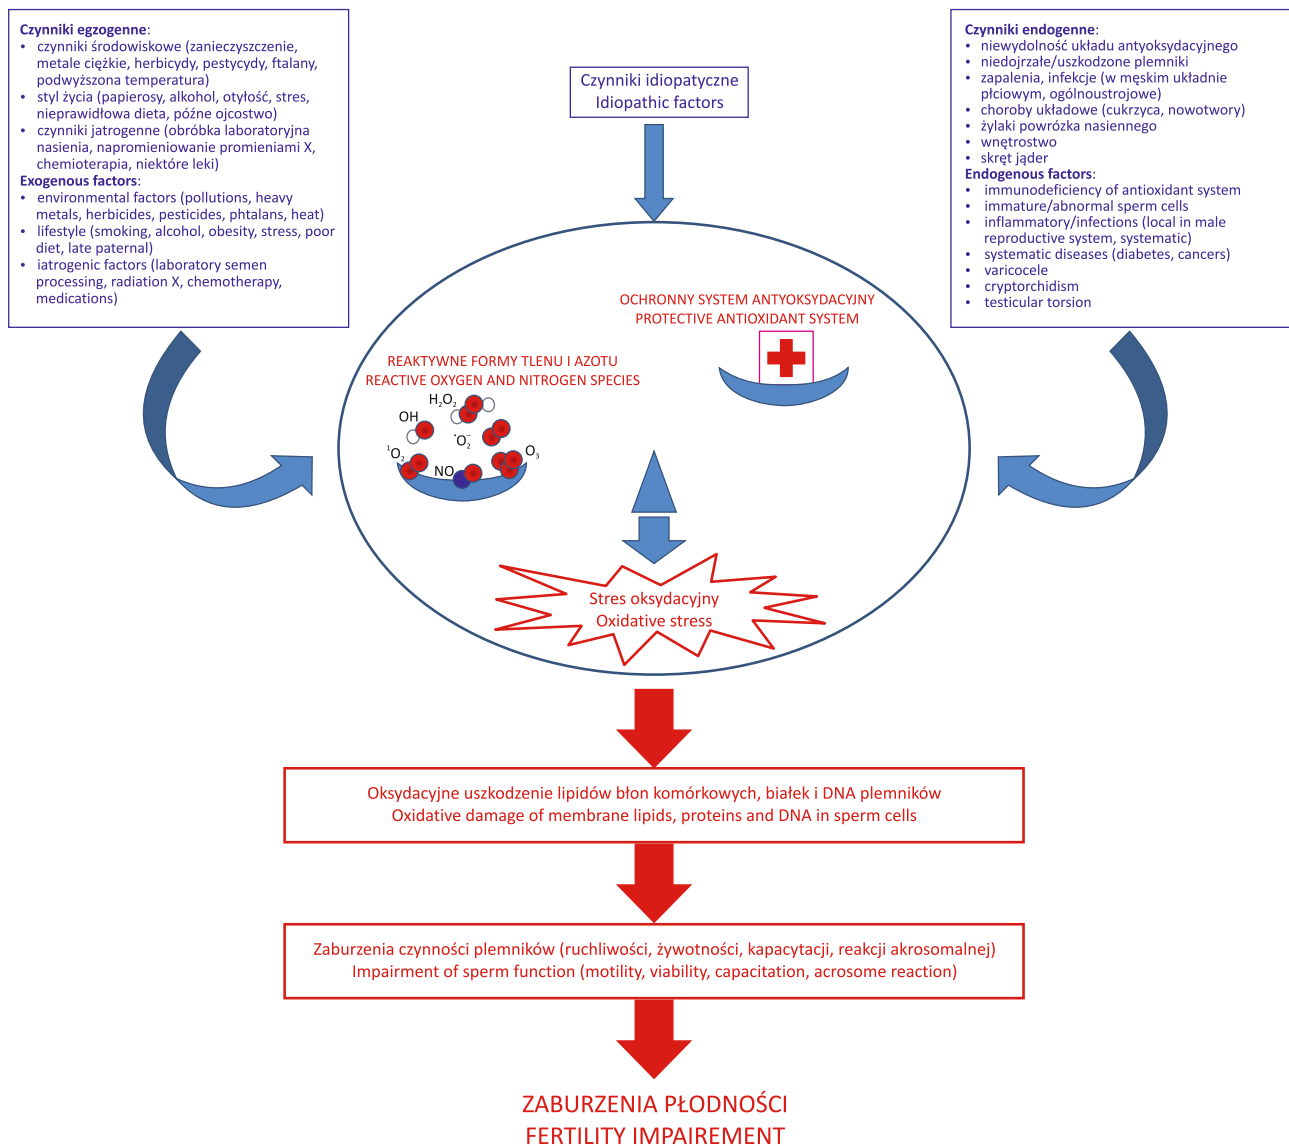 Czynniki egzogenne:
• czynniki środowiskowe (zanieczyszczenie,
metale ciężkie, herbicydy, pestycydy, ftalany,
podwyższona temperatura)
• styl życia (papierosy, alkohol, otyłość, stres,
nieprawidłowa dieta, późne ojcostwo)
• czynniki jatrogenne (obróbka laboratoryjna
nasienia, napromieniowanie promieniami X,
chemioterapia, niektóre leki)
Exogenous factors:
• environmental factors (pollutions, heavy
metals, herbicides, pesticides, phtalans, heat)
• lifestyle (smoking, alcohol, obesity, stress, poor
diet, late paternal)
• iatrogenic factors (laboratory semen
processing, radiation X, chemotherapy,
medications)
Czynniki idiopatyczne
Idiopathic factors
Czynniki endogenne:
• niewydolność układu antyoksydacyjnego
• niedojrzałe/uszkodzone plemniki
• zapalenia, infekcje (w męskim układnie
płciowym, ogólnoustrojowe)
• choroby układowe (cukrzyca, nowotwory)
• żylaki powrózka nasiennego
• wnętrostwo
• skręt jąder
Endogenous factors:
• immunodeficiency of antioxidant system
• immature/abnormal sperm cells
• inflammatory/infections (local in male
reproductive system, systematic)
• systematic diseases (diabetes, cancers)
• varicocele
• cryptorchidism
• testicular torsion
OCHRONNY SYSTEM ANTYOKSYDACYJNY
PROTECTIVE ANTIOXIDANT SYSTEM
REAKTYWNE FORMY TLENU I AZOTU
REACTIVE OXYGEN AND NITROGEN SPECIES
H₂O₂
OH
˙O₂⁻
¹O₂
O₃
NO
Stres oksydacyjny
Oxidative stress
Oksydacyjne uszkodzenie lipidów błon komórkowych, białek i DNA plemników
Oxidative damage of membrane lipids, proteins and DNA in sperm cells
Zaburzenia czynności plemników (ruchliwości, żywotności, kapacytacji, reakcji akrosomalnej)
Impairment of sperm function (motility, viability, capacitation, acrosome reaction)
ZABURZENIA PŁODNOŚCI
FERTILITY IMPAIREMENT